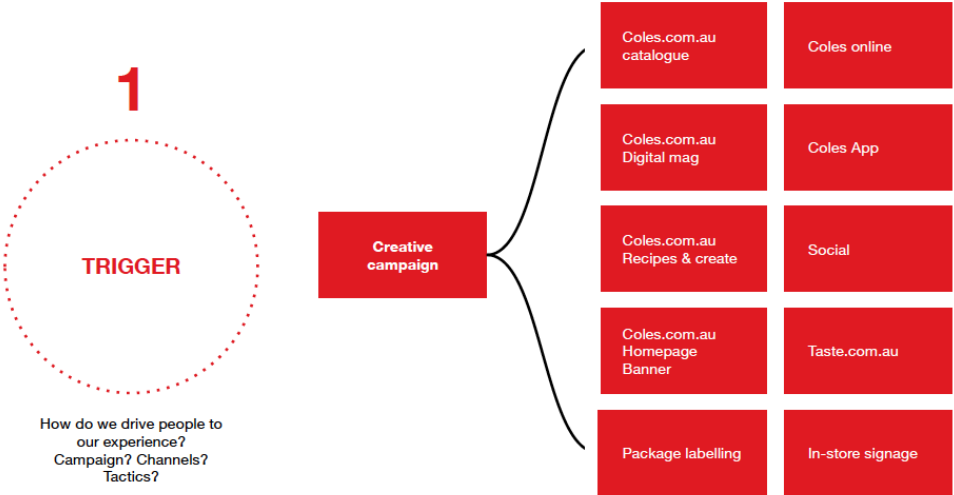 1
TRIGGER
How do we drive people to
our experience?
Campaign? Channels?
Tactics?
Creative
campaign
Coles.com.au
catalogue
Coles online
Coles.com.au
Digital mag
Coles App
Coles.com.au
Recipes & create
Social
Coles.com.au
Homepage
Banner
Taste.com.au
Package labelling
In-store signage